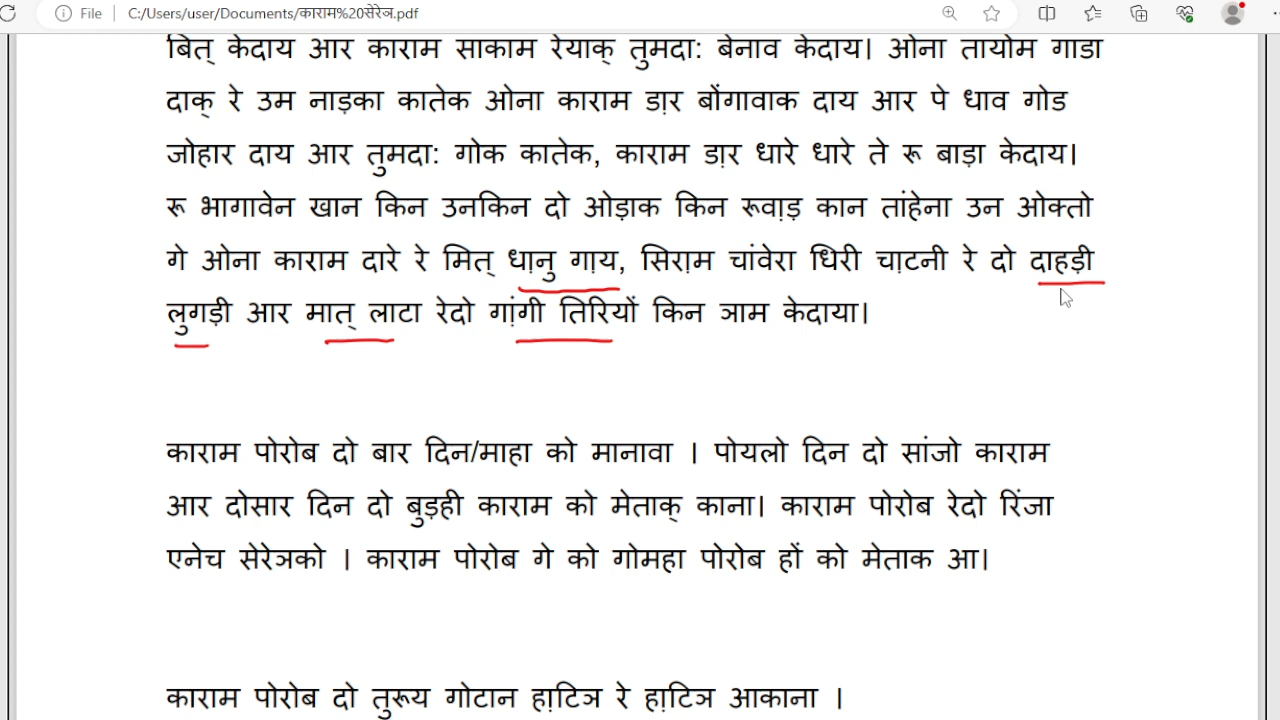 File C:/Users/user/Documents/काराम%20सेरेञ.pdf
बित् केदाय आर काराम साकाम रेयाक् तुमदा: बेनाव केदाय। ओना तायोम गाडा
दाक् रे उम नाड़का कातेक ओना काराम डा़र बोंगावाक दाय आर पे धाव गोड
जोहार दाय आर तुमदा: गोक कातेक, काराम डा़र धारे धारे ते रू बाड़ा केदाय।
रू भागावेन खान किन उनकिन दो ओड़ाक किन रूवा़ड़ कान तांहेना उन ओक्तो
गे ओना काराम दारे रे मित् धा़नु गा़य, सिरा़म चांवेरा धिरी चा़टनी रे दो दाहड़ी
लुगड़ी आर मात् लाटा रेदो गा़ंगी तिरियों किन ञाम केदाया।
काराम पोरोब दो बार दिन/माहा को मानावा । पोयलो दिन दो सांजो काराम
आर दोसार दिन दो बुड़ही काराम को मेताक् काना। काराम पोरोब रेदो रिंजा
एनेच सेरेञको । काराम पोरोब गे को गोमहा पोरोब हों को मेताक आ।
काराम पोरोब दो तुरूय गोटान हा़टिञ रे हा़टिञ आकाना ।